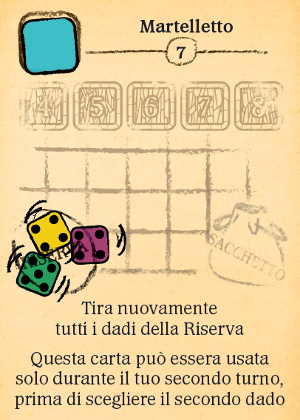 Martelletto
7
4 5 6 7 8
RISERVA
SACCHETTO
Tira nuovamente
tutti i dadi della Riserva
Questa carta può essera usata
solo durante il tuo secondo turno,
prima di scegliere il secondo dado